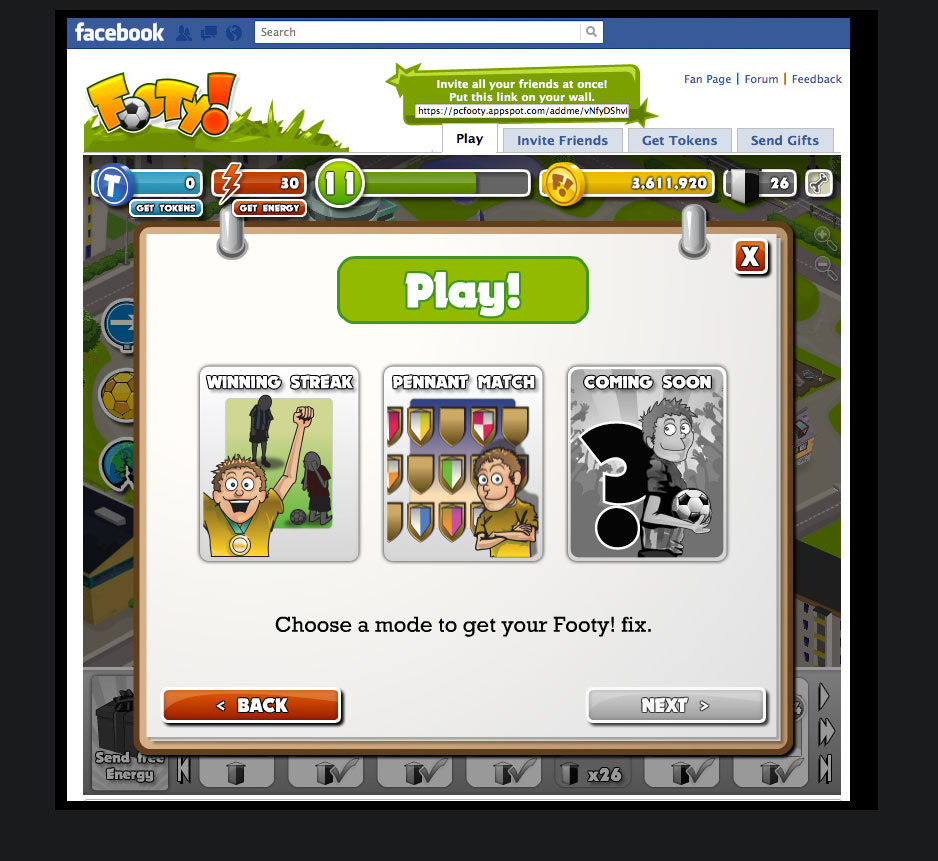 facebook
Search
Footy!
Invite all your friends at once!
Put this link on your wall.
https://pcfooty.appspot.com/addme/vNfyDShvl
Fan Page | Forum | Feedback
Play
Invite Friends
Get Tokens
Send Gifts
T
0
30
11
3,611,920
26
GET TOKENS
GET ENERGY
X
Play!
WINNING STREAK
PENNANT MATCH
COMING SOON
?
Choose a mode to get your Footy! fix.
< BACK
NEXT >
Send free
Energy
x26